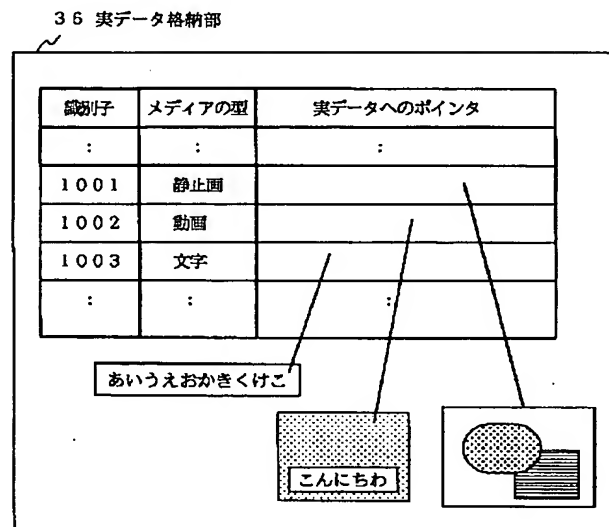 36 実データ格納部
識別子 メディアの型 実データへのポインタ
: : :
1001 静止画
1002 動画
1003 文字
: : :
あいうえおかきくけこ
こんにちわ